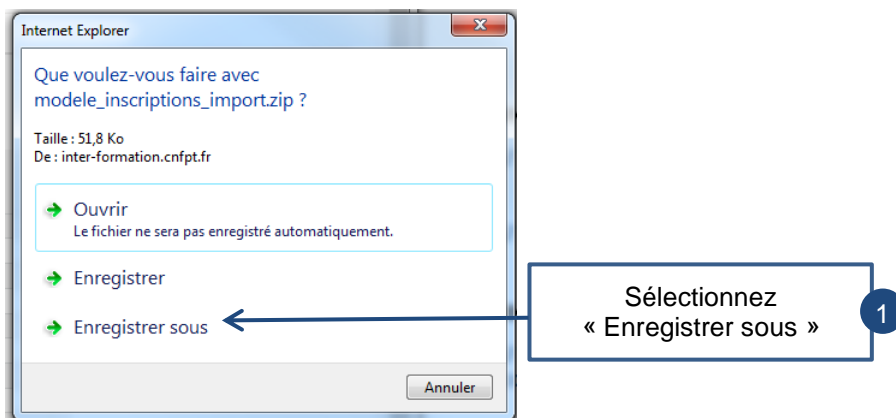 Internet Explorer
Que voulez-vous faire avec
modele_inscriptions_import.zip ?
Taille : 51,8 Ko
De : inter-formation.cnfpt.fr
Ouvrir
Le fichier ne sera pas enregistré automatiquement.
Enregistrer
Enregistrer sous
Annuler
Sélectionnez
« Enregistrer sous »
1